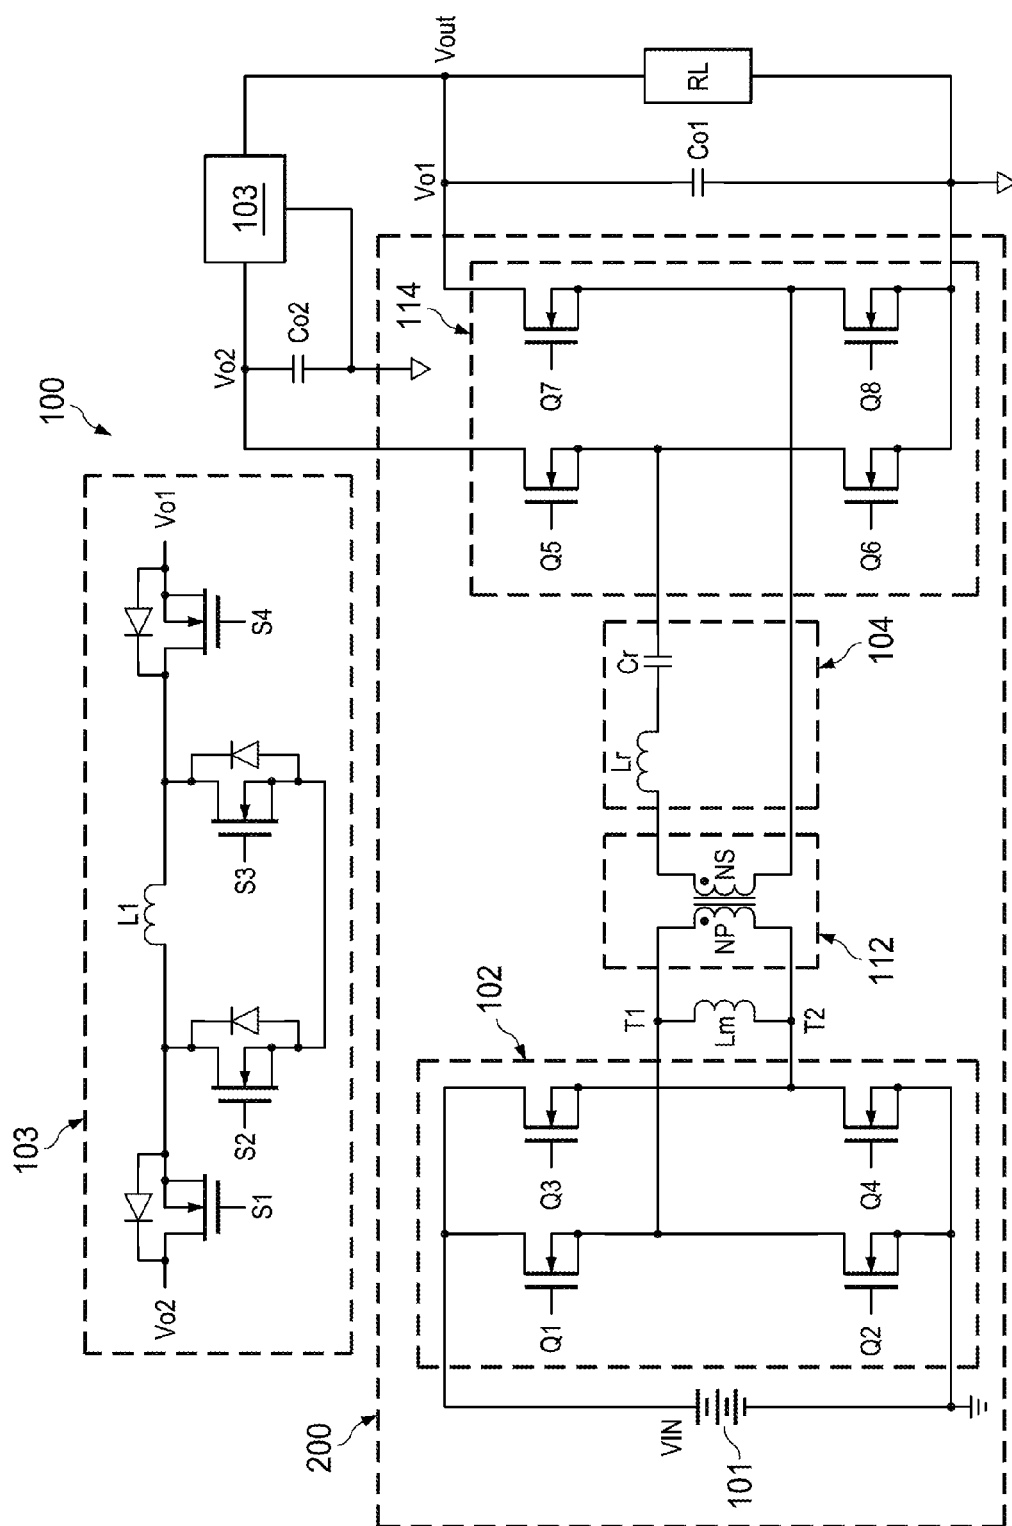 100
103
Vo2
S1
S2
L1
S3
S4
Vo1
Vo2
Co2
103
Vout
Vo1
Co1
RL
200
VIN
101
102
Q1
Q3
Q2
Q4
T1
Lm
T2
112
NP
NS
104
Lr
Cr
114
Q5
Q7
Q6
Q8